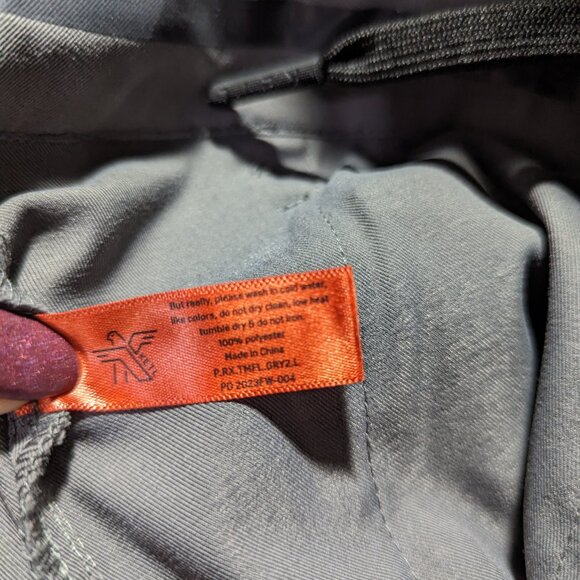 But really, please wash in cold water,
like colors, do not dry clean, low heat
tumble dry & do not iron.
100% polyester
Made in China
P.RX.TMFL.GRY2.L
PO 2023FW-004